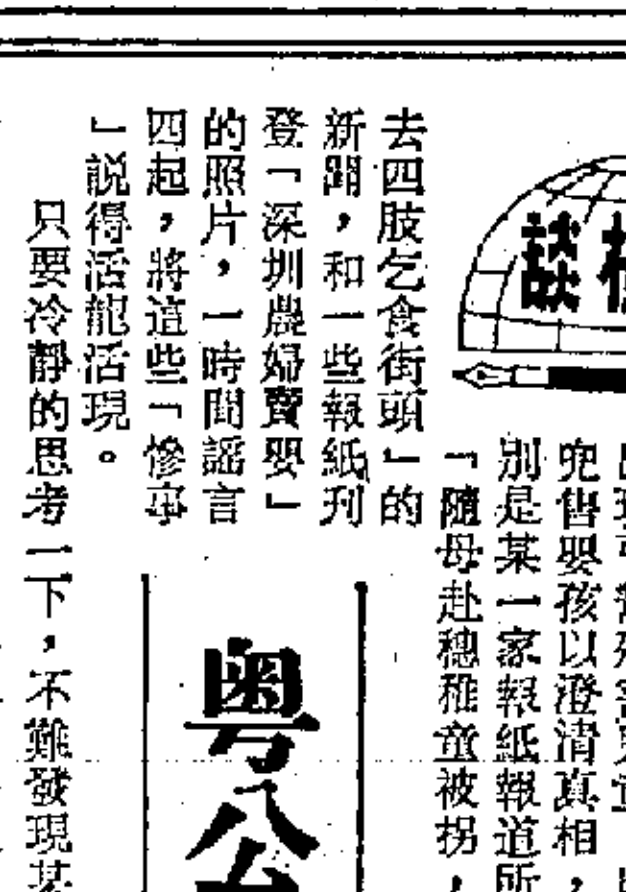 兜售嬰孩以澄清真相，
別是某一家報紙報道所
「隨母赴穗稚童被拐，
去四肢乞食街頭」的
新聞，和一些報紙刊
登「深圳農婦賣嬰」
的照片，一時間謠言
四起，將這些「慘事
」説得活龍活現。
只要冷靜的思考一下，不難發現某
粤公